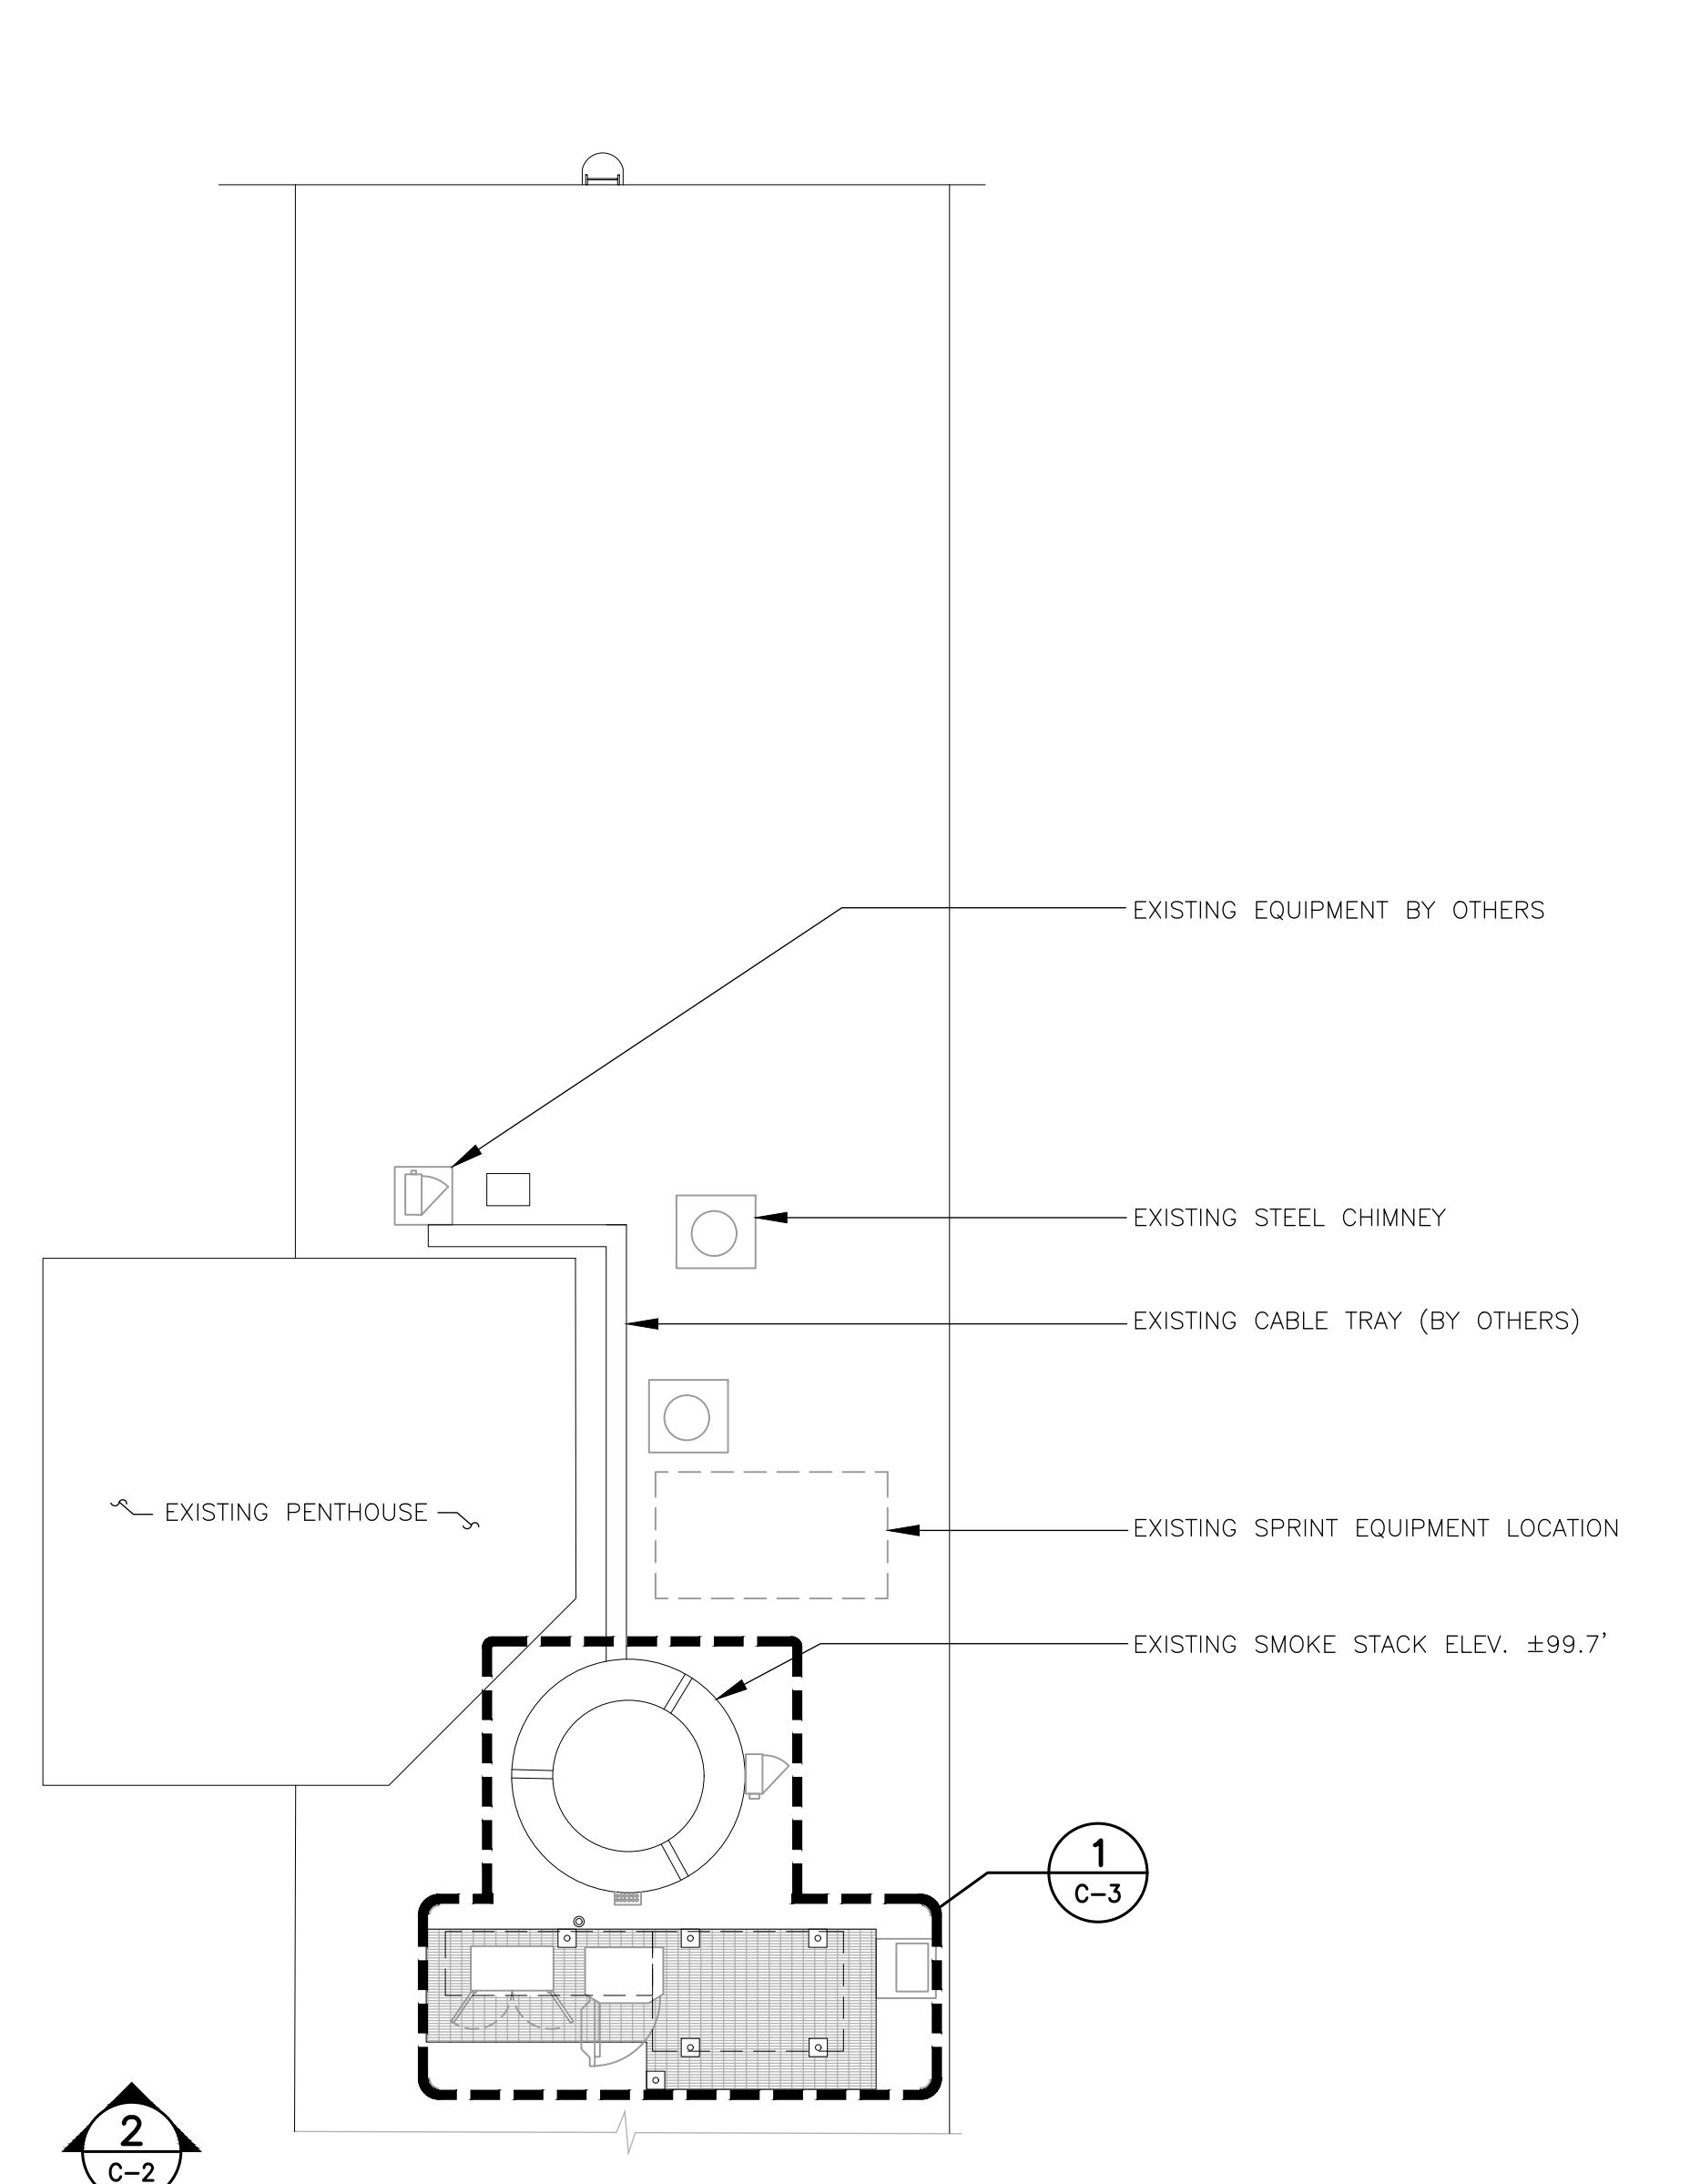 EXISTING EQUIPMENT BY OTHERS
EXISTING STEEL CHIMNEY
EXISTING CABLE TRAY (BY OTHERS)
EXISTING PENTHOUSE
EXISTING SPRINT EQUIPMENT LOCATION
EXISTING SMOKE STACK ELEV. ±99.7'
1
C-3
2
C-2